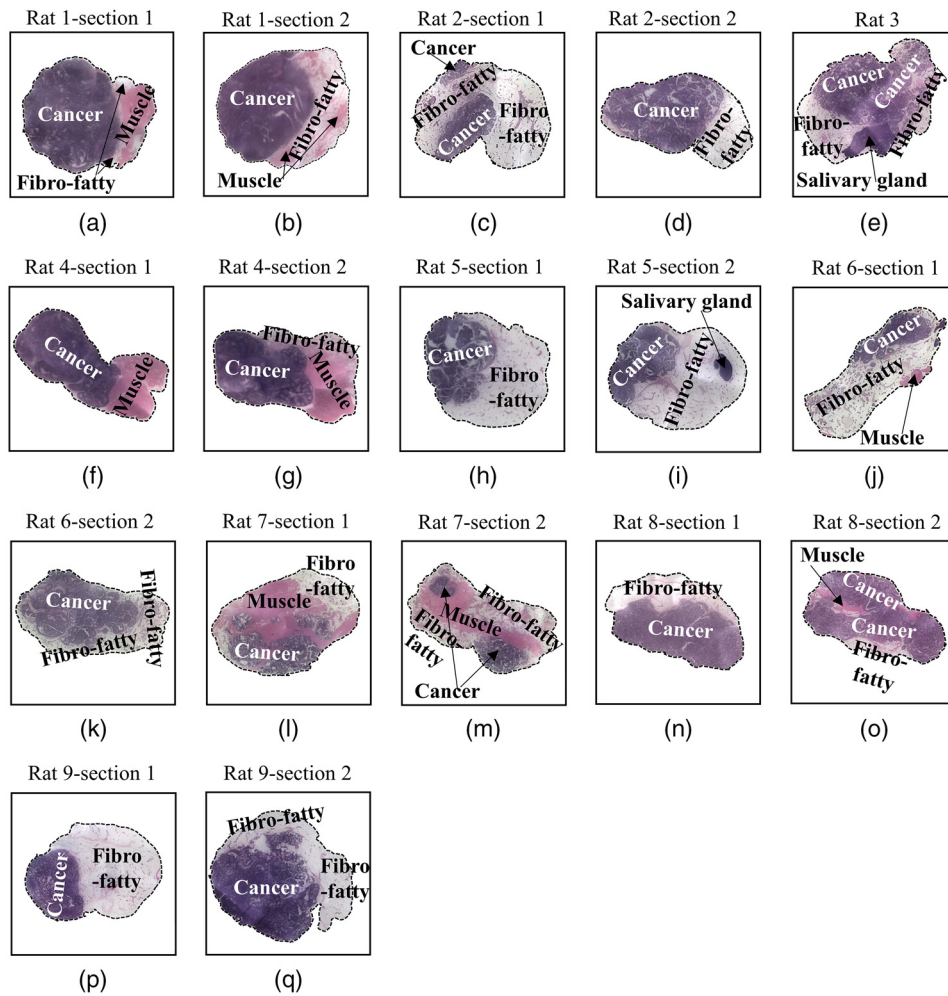 Rat 1-section 1
Rat 1-section 2
Rat 2-section 1
Rat 2-section 2
Rat 3
Cancer
Muscle
Fibro-fatty
Cancer
Fibro-fatty
Muscle
Cancer
Fibro-fatty
Cancer
Fibro
-fatty
Cancer
Fibro-
fatty
Cancer
Cancer
Fibro-
fatty
Fibro-fatty
Salivary gland
(a)
(b)
(c)
(d)
(e)
Rat 4-section 1
Rat 4-section 2
Rat 5-section 1
Rat 5-section 2
Rat 6-section 1
Cancer
Muscle
Fibro-fatty
Cancer
Muscle
Cancer
Fibro
-fatty
Salivary gland
Cancer
Fibro-fatty
Cancer
Fibro-fatty
Muscle
(f)
(g)
(h)
(i)
(j)
Rat 6-section 2
Rat 7-section 1
Rat 7-section 2
Rat 8-section 1
Rat 8-section 2
Cancer
Fibro-fatty
Fibro-fatty
Fibro
-fatty
Muscle
Cancer
Fibro-fatty
Muscle
Fibro-
fatty
Cancer
Fibro-fatty
Cancer
Muscle
Cancer
Cancer
Fibro-
fatty
(k)
(l)
(m)
(n)
(o)
Rat 9-section 1
Rat 9-section 2
Cancer
Fibro
-fatty
Fibro-fatty
Cancer
Fibro
-fatty
(p)
(q)